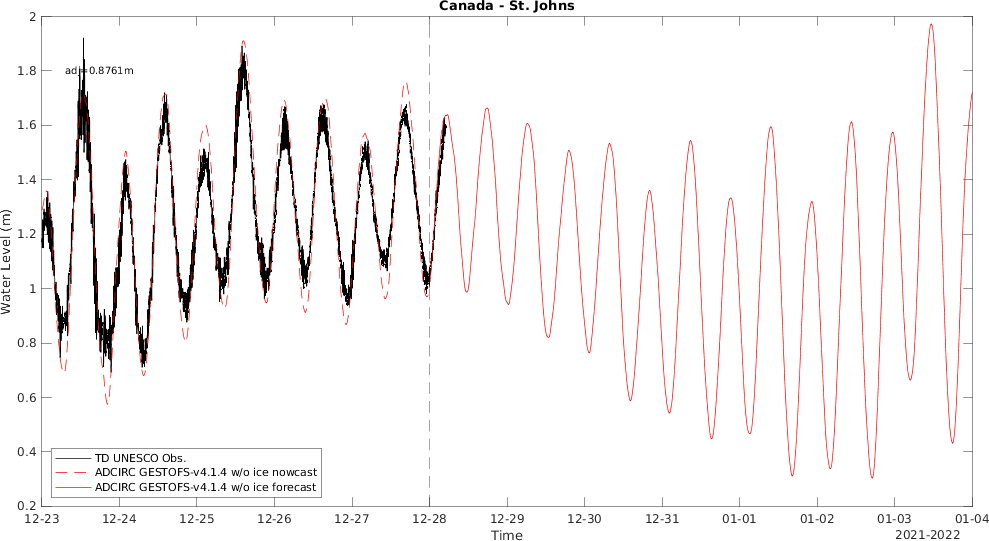 Canada - St. Johns
2
1.8
1.6
1.4
1.2
1
0.8
0.6
0.4
0.2
Water Level (m)
adj=0.8761m
TD UNESCO Obs.
ADCIRC GESTOFS-v4.1.4 w/o ice nowcast
ADCIRC GESTOFS-v4.1.4 w/o ice forecast
12-23 12-24 12-25 12-26 12-27 12-28 12-29 12-30 12-31 01-01 01-02 01-03 01-04
Time
2021-2022